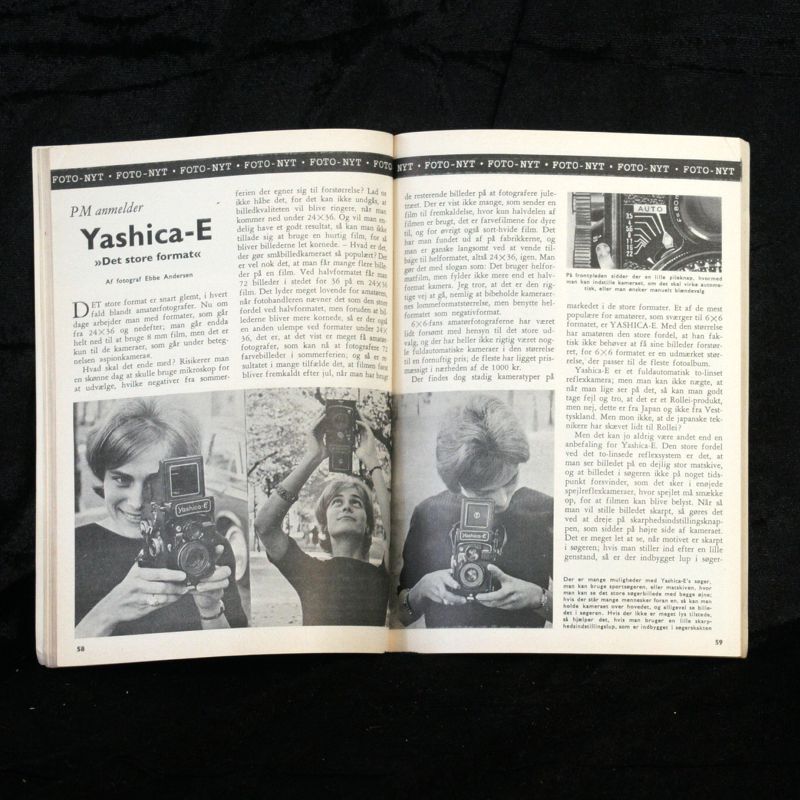 FOTO-NYT • FOTO-NYT • FOTO-NYT • FOTO-NYT • FOTO-NYT • FOTO
PM anmelder
Yashica-E
»Det store format«
Af fotograf Ebbe Andersen
DET store format er snart glemt, i hvert
fald blandt amatørfotografer. Nu om
dage arbejder man med formater, som går
fra 24×36 og nedefter; man går endda
helt ned til at bruge 8 mm film, men det er
kun til de kameraer, som går under beteg-
nelsen »spionkamera«.
Hvad skal det ende med? Risikerer man
en skønne dag at skulle bruge mikroskop for
at udvælge, hvilke negativer fra sommer-
ferien der egner sig til forstørrelse? Lad os
ikke håbe det, for det kan ikke undgås, at
billedkvaliteten vil blive ringere, når man
kommer ned under 24×36. Og vil man en-
delig have et godt resultat, så kan man ikke
tillade sig at bruge en hurtig film, for så
bliver billederne let kornede. – Hvad er det,
der gør småbilledkameraet så populært? Der
er vel nok det, at man får mange flere bille-
der på en film. Ved halvformatet får man
72 billeder i stedet for 36 på en 24×36
film. Det lyder meget lovende for amatøren,
når fotohandleren nævner det som den store
fordel ved halvformatet, men foruden at bil-
lederne bliver mere kornede, så er der også
en anden ulempe ved formater under 24×
36, det er, at det vist er meget få amatør-
fotografer, som kan nå at fotografere 72
farvebilleder i sommerferien; og så er re-
sultatet i mange tilfælde det, at filmen først
bliver fremkaldt efter jul, når man har brugt
Yashica-E
58
NYT • FOTO-NYT • FOTO-NYT • FOTO-NYT • FOTO-NYT • FOTO-NYT
de resterende billeder på at fotografere jule-
træet. Der er vist ikke mange, som sender en
film til fremkaldelse, hvor kun halvdelen af
filmen er brugt, det er farvefilmene for dyre
til, og for øvrigt også sort-hvide film. Det
har man fundet ud af på fabrikkerne, og
man er ganske langsomt ved at vende til-
bage til helformatet, altså 24×36, igen. Man
gør det med slogan som: Det bruger helfor-
matfilm, men fylder ikke mere end et halv-
format kamera. Jeg tror, at det er den rig-
tige vej at gå, nemlig at bibeholde kameraer-
nes lommeformatstørrelse, men benytte hel-
formatet som negativformat.
6×6-fans amatørfotograferne har været
lidt forsømt med hensyn til det store ud-
valg, og der har heller ikke rigtig været nog-
le fuldautomatiske kameraer i den størrelse
til en fornuftig pris; de fleste har ligget pris-
mæssigt i nærheden af de 1000 kr.
Der findes dog stadig kameratyper på
AUTO
På frontpladen sidder der en lille pileknap, hvormed
man kan indstille kameraet, om det skal virke automa-
tisk, eller man ønsker manuelt blændevalg
markedet i de store formater. Et af de mest
populære for amatører, som sværger til 6×6
formatet, er YASHICA-E. Med den størrelse
har amatøren den store fordel, at han fak-
tisk ikke behøver at få sine billeder forstør-
ret, for 6×6 formatet er en udmærket stør-
relse, der passer til de fleste fotoalbum.
Yashica-E er et fuldautomatisk to-linset
reflexkamera; men man kan ikke nægte, at
når man lige ser på det, så kan man godt
tage fejl og tro, at det er et Rollei-produkt,
men nej, dette er fra Japan og ikke fra Vest-
tyskland. Men mon ikke, at de japanske tek-
nikere har skævet lidt til Rollei?
Men det kan jo aldrig være andet end en
anbefaling for Yashica-E. Den store fordel
ved det to-linsede reflexsystem er det, at
man ser billedet på en dejlig stor matskive,
og at billedet i søgeren ikke på noget tids-
punkt forsvinder, som det sker i enøjede
spejlreflexkameraer, hvor spejlet må smække
op, for at filmen kan blive belyst. Når så
man vil stille billedet skarpt, så gøres det
ved at dreje på skarphedsindstillingsknap-
pen, som sidder på højre side af kameraet.
Det er meget let at se, når motivet er skarpt
i søgeren; hvis man stiller ind efter en lille
genstand, så er der indbygget lup i søger-
Der er mange muligheder med Yashica-E's søger,
man kan bruge sportsøgeren, eller matskiven, hvor
man kan se det store søgerbillede med begge øjne;
hvis der står mange mennesker foran en, så kan man
holde kameraet over hovedet, og alligevel se bille-
det i søgeren. Hvis der ikke er meget lys tilstede,
så hjælper det, hvis man bruger en lille skarp-
hedsindstillingslup, som er indbygget i søgerskakten
59